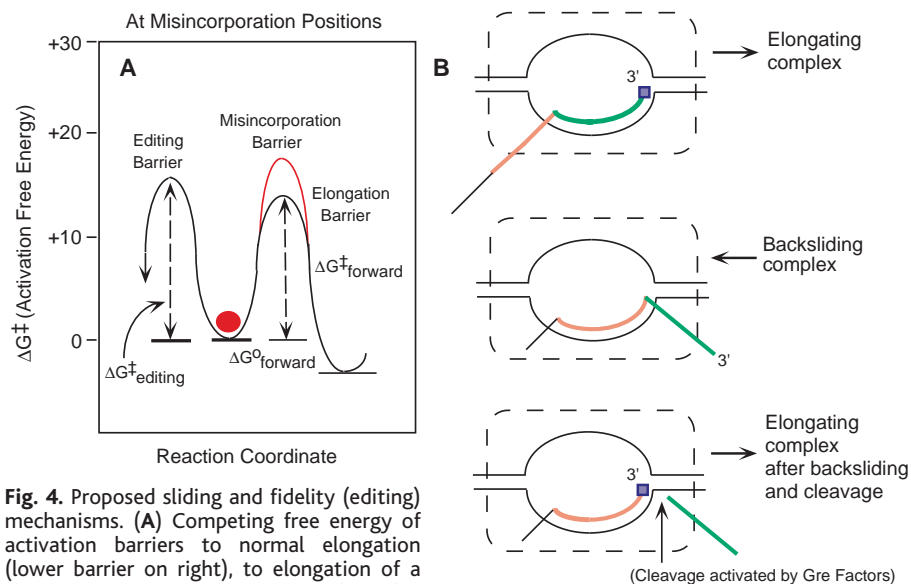 At Misincorporation Positions
A
ΔG‡ (Activation Free Energy)
+30
+20
+10
0
Editing
Barrier
Misincorporation
Barrier
Elongation
Barrier
ΔG‡forward
ΔG°forward
ΔG‡editing
Reaction Coordinate
Fig. 4. Proposed sliding and fidelity (editing)
mechanisms. (A) Competing free energy of
activation barriers to normal elongation
(lower barrier on right), to elongation of a
B
3'
Elongating
complex
Backsliding
complex
3'
3'
Elongating
complex
after backsliding
and cleavage
(Cleavage activated by Gre Factors)